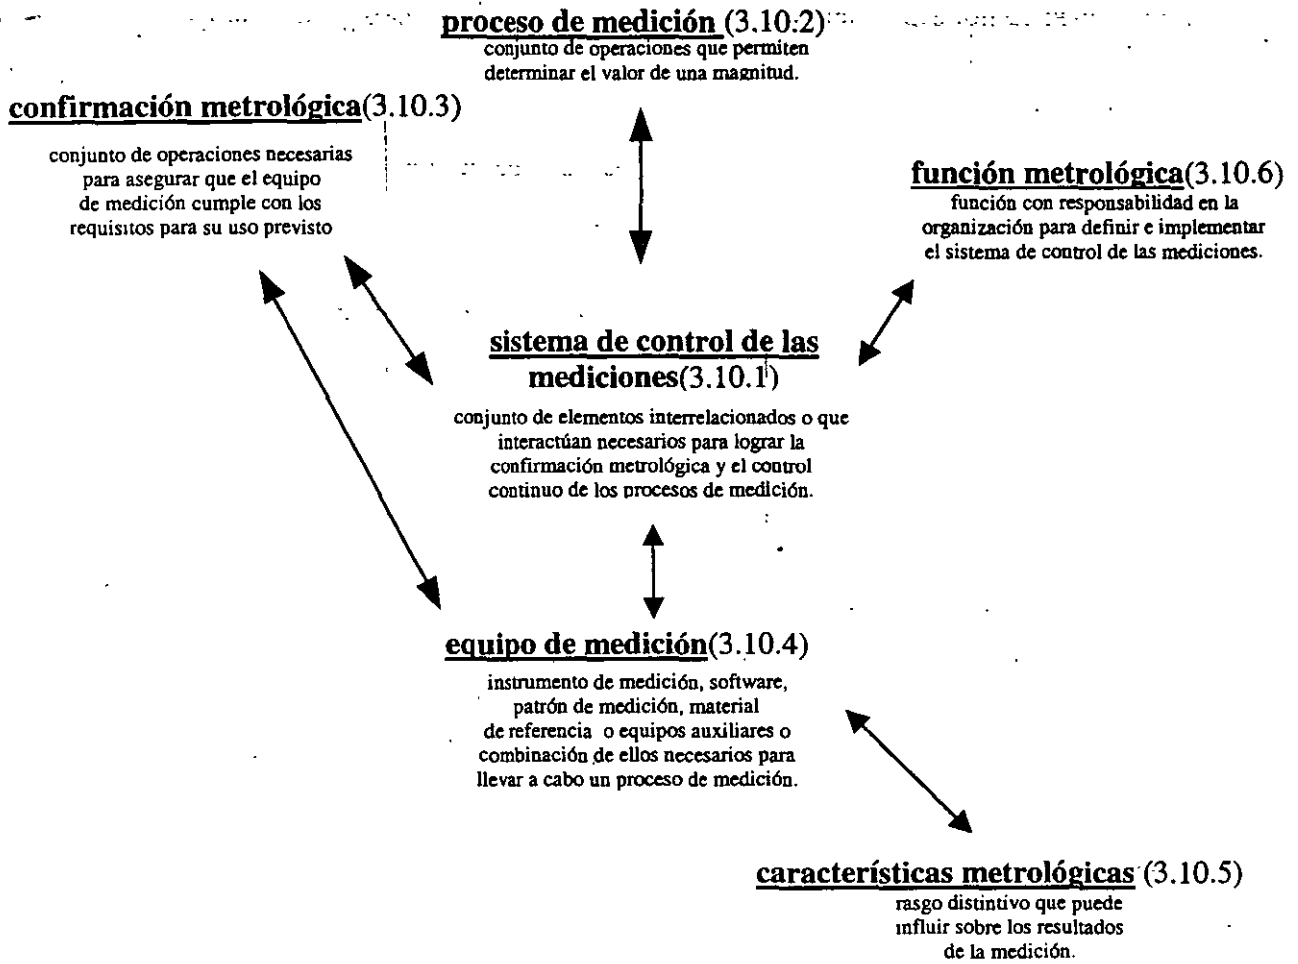 proceso de medición (3.10.2)
conjunto de operaciones que permiten
determinar el valor de una magnitud.
confirmación metrológica(3.10.3)
conjunto de operaciones necesarias
para asegurar que el equipo
de medición cumple con los
requisitos para su uso previsto
función metrológica(3.10.6)
función con responsabilidad en la
organización para definir e implementar
el sistema de control de las mediciones.
sistema de control de las
mediciones(3.10.1)
conjunto de elementos interrelacionados o que
interactúan necesarios para lograr la
confirmación metrológica y el control
continuo de los procesos de medición.
equipo de medición(3.10.4)
instrumento de medición, software,
patrón de medición, material
de referencia o equipos auxiliares o
combinación de ellos necesarios para
llevar a cabo un proceso de medición.
característísticas metrológicas (3.10.5)
rasgo distintivo que puede
influir sobre los resultados
de la medición.